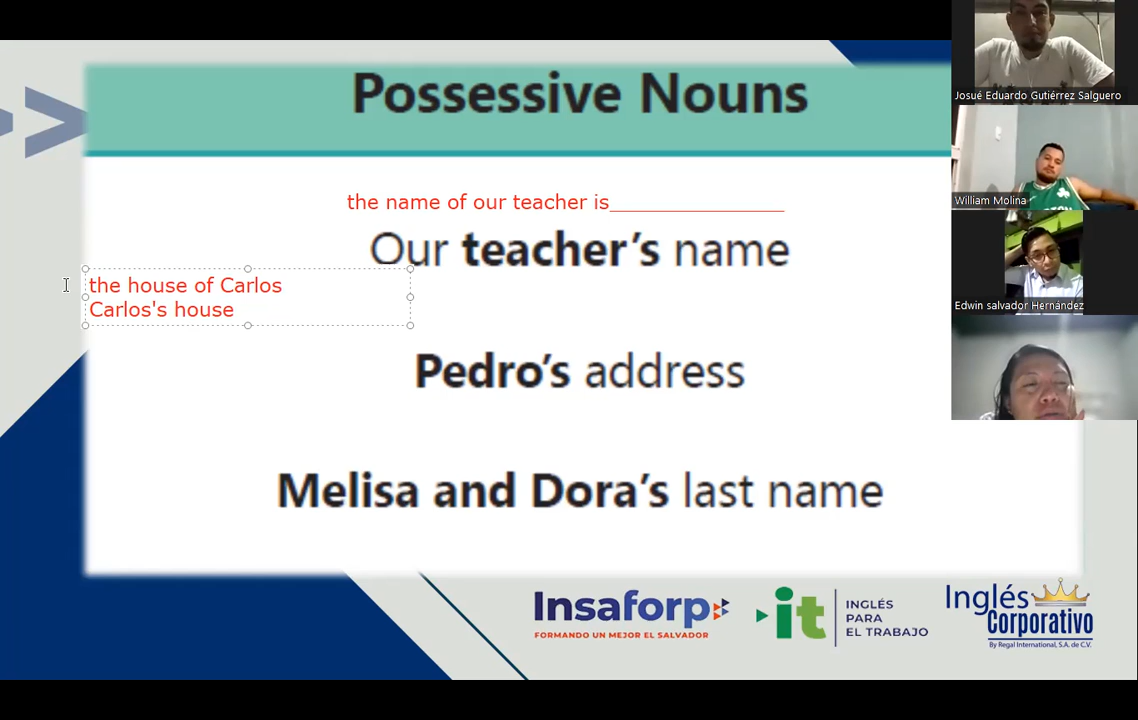 Possessive Nouns
the name of our teacher is________________
Our teacher's name
the house of Carlos
Carlos's house
Pedro's address
Melisa and Dora's last name
Insaforp
FORMANDO UN MEJOR EL SALVADOR
it
INGLÉS
PARA
EL TRABAJO
Inglés
Corporativo
By Regal International, S.A. de C.V.
Josué Eduardo Gutiérrez Salguero
William Molina
Edwin salvador Hernández